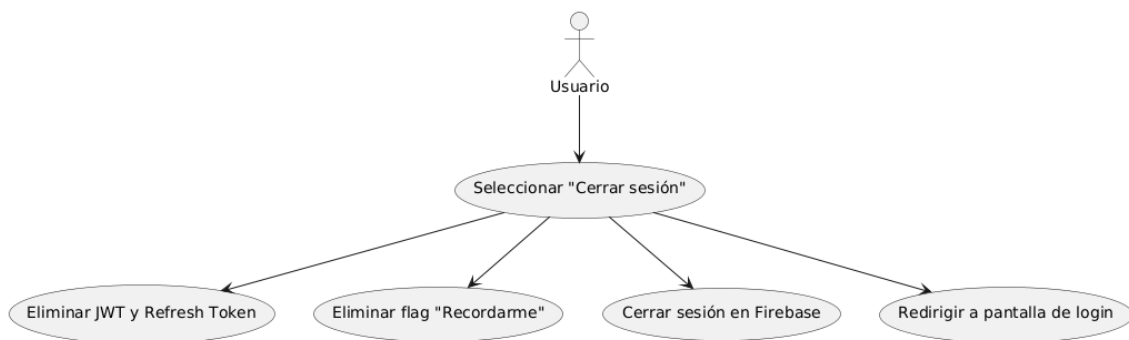 Usuario
Seleccionar "Cerrar sesión"
Eliminar JWT y Refresh Token
Eliminar flag "Recordarme"
Cerrar sesión en Firebase
Redirigir a pantalla de login